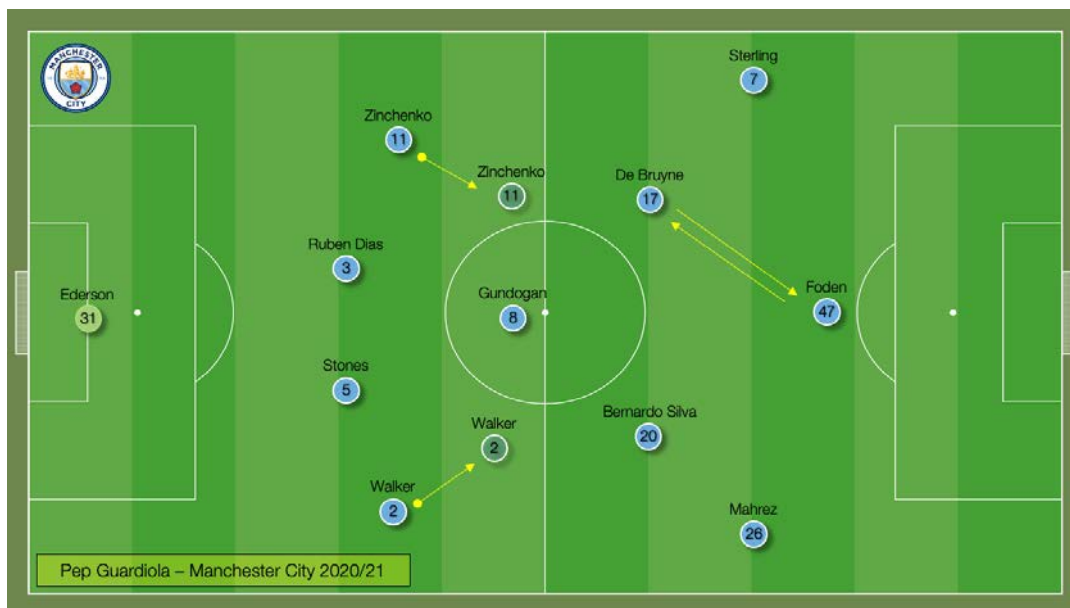 MANCHESTER
CITY
Sterling
7
Zinchenko
11
Zinchenko
11
De Bruyne
17
Ruben Dias
3
Ederson
31
Gundogan
8
Foden
47
Stones
5
Walker
2
Bernardo Silva
20
Walker
2
Mahrez
26
Pep Guardiola – Manchester City 2020/21